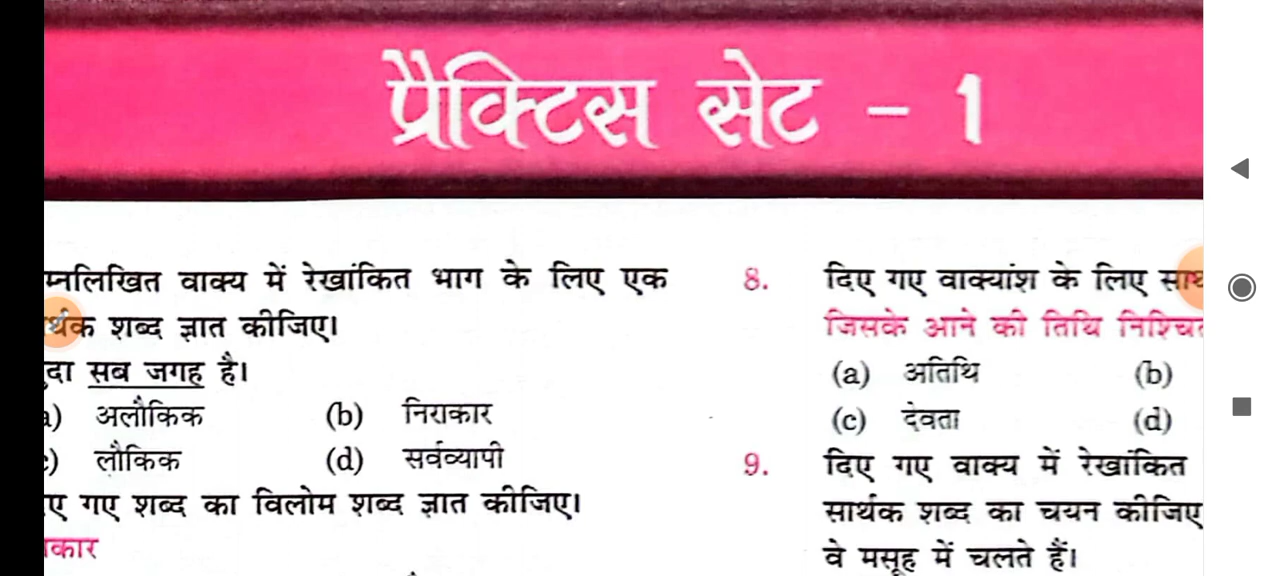 प्रैक्टिस सेट - 1
म्नलिखित वाक्य में रेखांकित भाग के लिए एक
र्थक शब्द ज्ञात कीजिए।
दा सब जगह है।
अलौकिक (b) निराकार
लौकिक (d) सर्वव्यापी
ए गए शब्द का विलोम शब्द ज्ञात कीजिए।
कार
8. दिए गए वाक्यांश के लिए
जिसके आने की तिथि
(a) अतिथि (b)
(c) देवता (d)
9. दिए गए वाक्य में रेखांकित
सार्थक शब्द का चयन कीजिए
वे मसूह में चलते हैं।